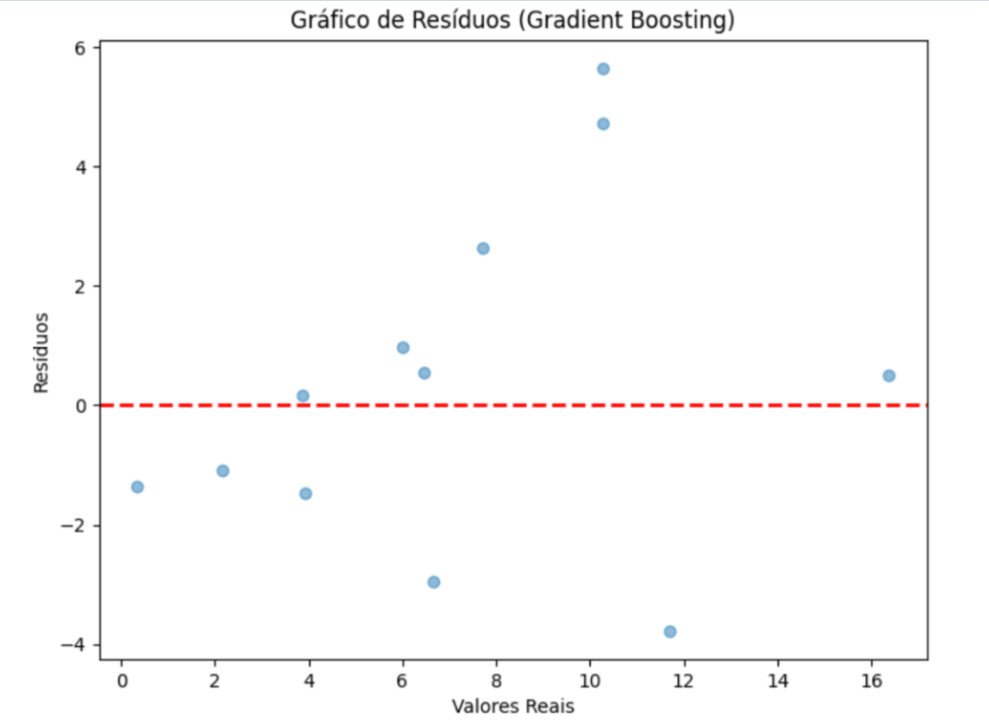 Gráfico de Resíduos (Gradient Boosting)
6
4
2
0
−2
−4
Resíduos
0 2 4 6 8 10 12 14 16
Valores Reais